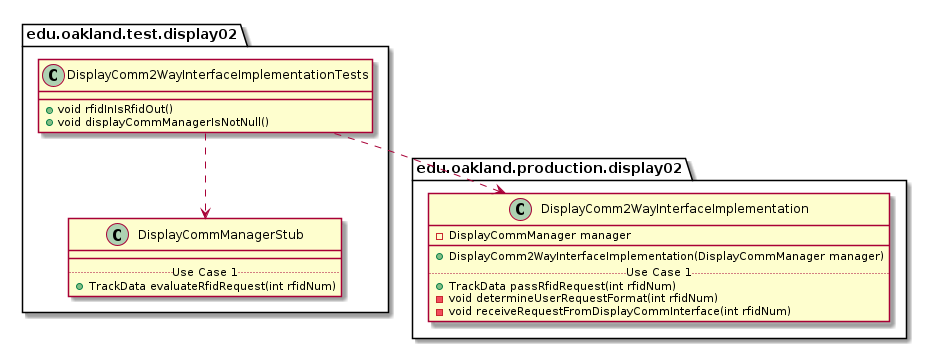 edu.oakland.test.display02
C DisplayComm2WayInterfaceImplementationTests
void rfidInIsRfidOut()
void displayCommManagerIsNotNull()
C DisplayCommManagerStub
Use Case 1
TrackData evaluateRfidRequest(int rfidNum)
edu.oakland.production.display02
C DisplayComm2WayInterfaceImplementation
DisplayCommManager manager
DisplayComm2WayInterfaceImplementation(DisplayCommManager manager)
Use Case 1
TrackData passRfidRequest(int rfidNum)
void determineUserRequestFormat(int rfidNum)
void receiveRequestFromDisplayCommInterface(int rfidNum)